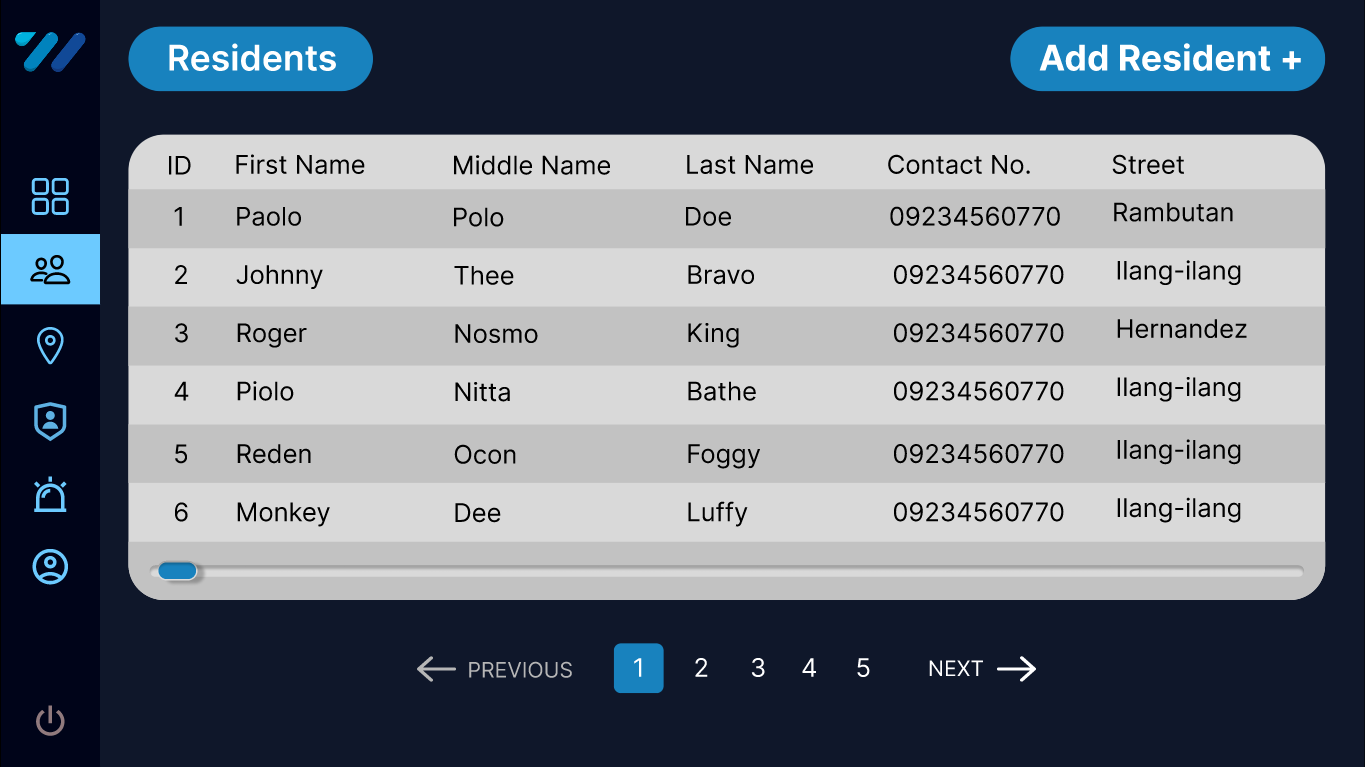 Residents
Add Resident +
ID First Name Middle Name Last Name Contact No. Street
1 Paolo Polo Doe 09234560770 Rambutan
2 Johnny Thee Bravo 09234560770 Ilang-ilang
3 Roger Nosmo King 09234560770 Hernandez
4 Piolo Nitta Bathe 09234560770 Ilang-ilang
5 Reden Ocon Foggy 09234560770 Ilang-ilang
6 Monkey Dee Luffy 09234560770 Ilang-ilang
PREVIOUS 1 2 3 4 5 NEXT